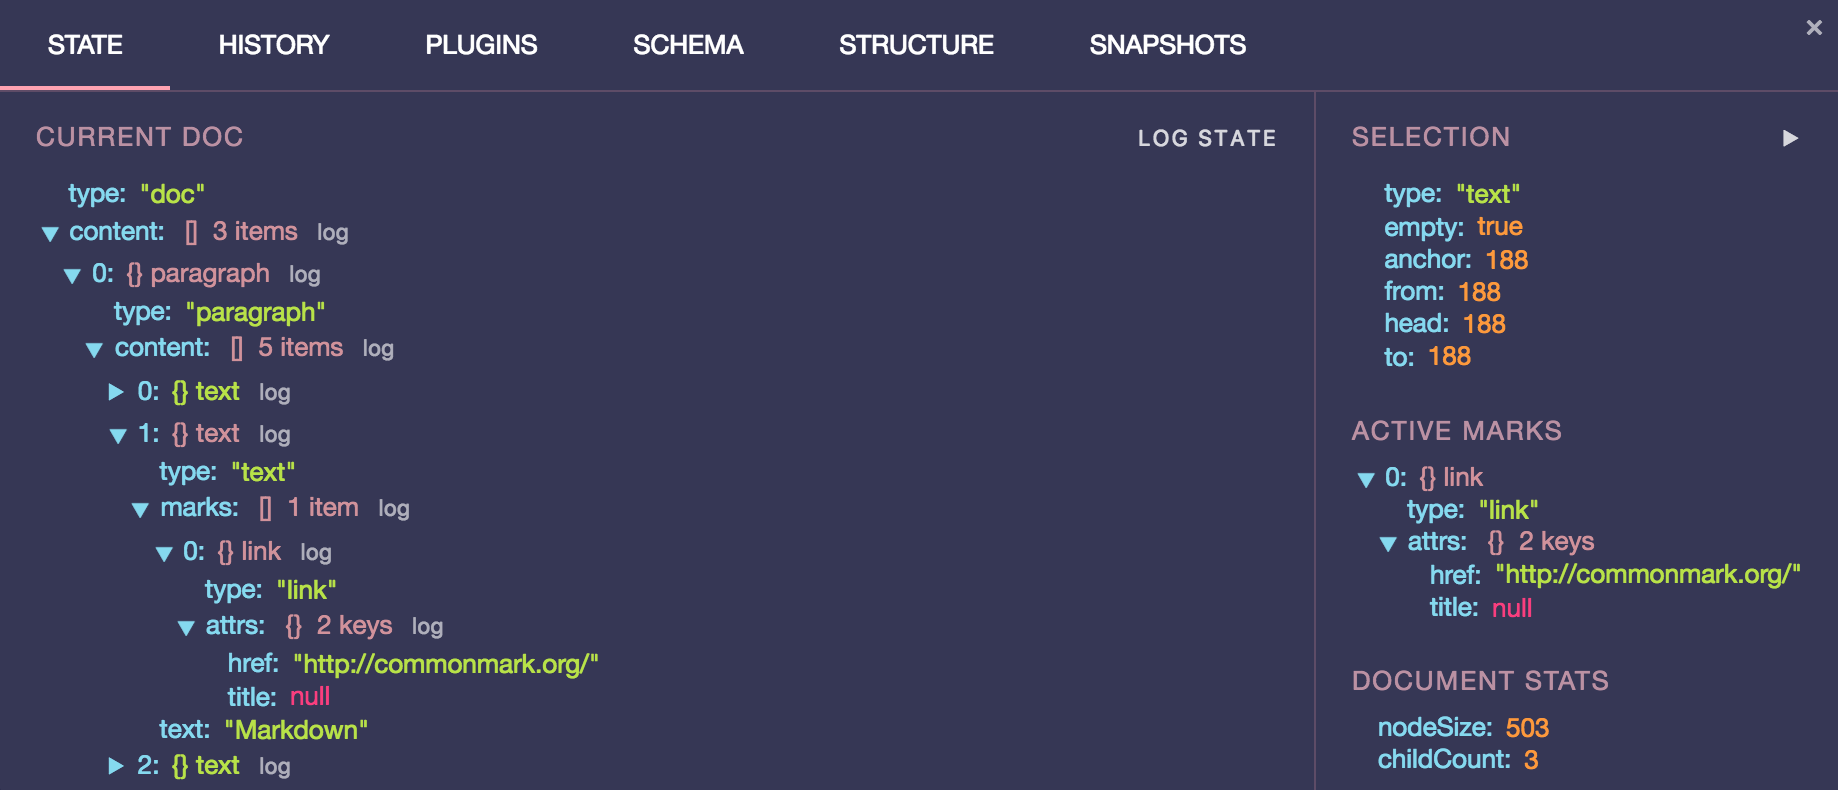 STATE HISTORY PLUGINS SCHEMA STRUCTURE SNAPSHOTS ×
CURRENT DOC LOG STATE
▶ type: "doc"
▼ content: [] 3 items log
▼ 0: {} paragraph log
type: "paragraph"
▼ content: [] 5 items log
▶ 0: {} text log
▼ 1: {} text log
type: "text"
▼ marks: [] 1 item log
▼ 0: {} link log
type: "link"
▼ attrs: {} 2 keys log
href: "http://commonmark.org/"
title: null
text: "Markdown"
▶ 2: {} text log
SELECTION ▶
type: "text"
empty: true
anchor: 188
from: 188
head: 188
to: 188
ACTIVE MARKS
▼ 0: {} link
type: "link"
▼ attrs: {} 2 keys
href: "http://commonmark.org/"
title: null
DOCUMENT STATS
nodeSize: 503
childCount: 3